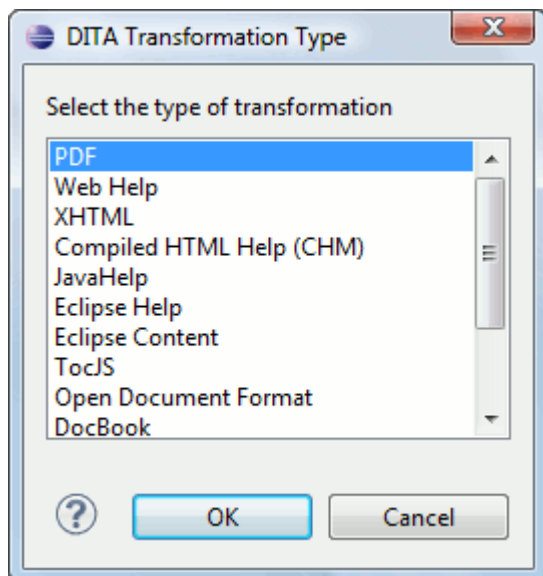 DITA Transformation Type
Select the type of transformation
PDF
Web Help
XHTML
Compiled HTML Help (CHM)
JavaHelp
Eclipse Help
Eclipse Content
TocJS
Open Document Format
DocBook
?
OK
Cancel